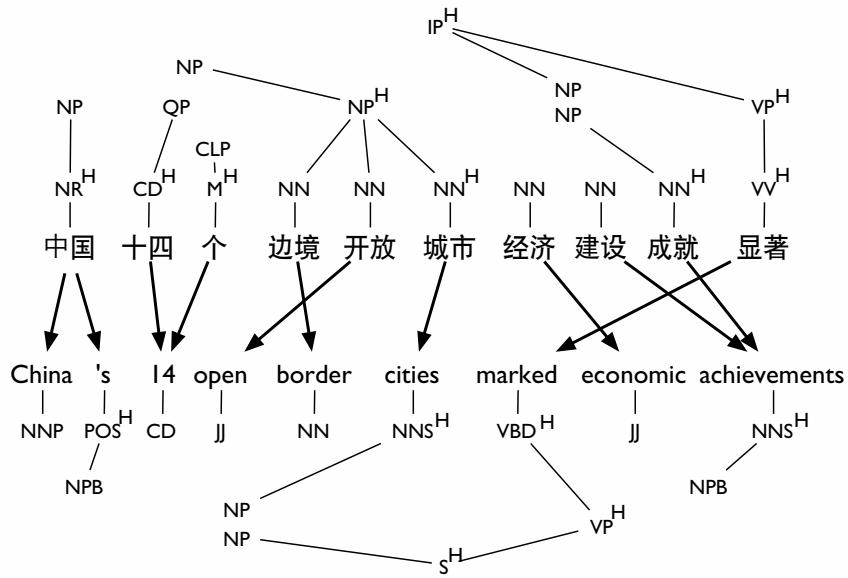 IP H
NP NP
NP QP NP H NP VP H
CLP
NR H CD H M H NN NN NN H NN NN NN H VV H
中国 十四 个 边境 开放 城市 经济 建设 成就 显著
China 's 14 open border cities marked economic achievements
NNP POS H CD JJ NN NNS H VBD H JJ NNS H
NPB NPB
NP VP H
NP
S H